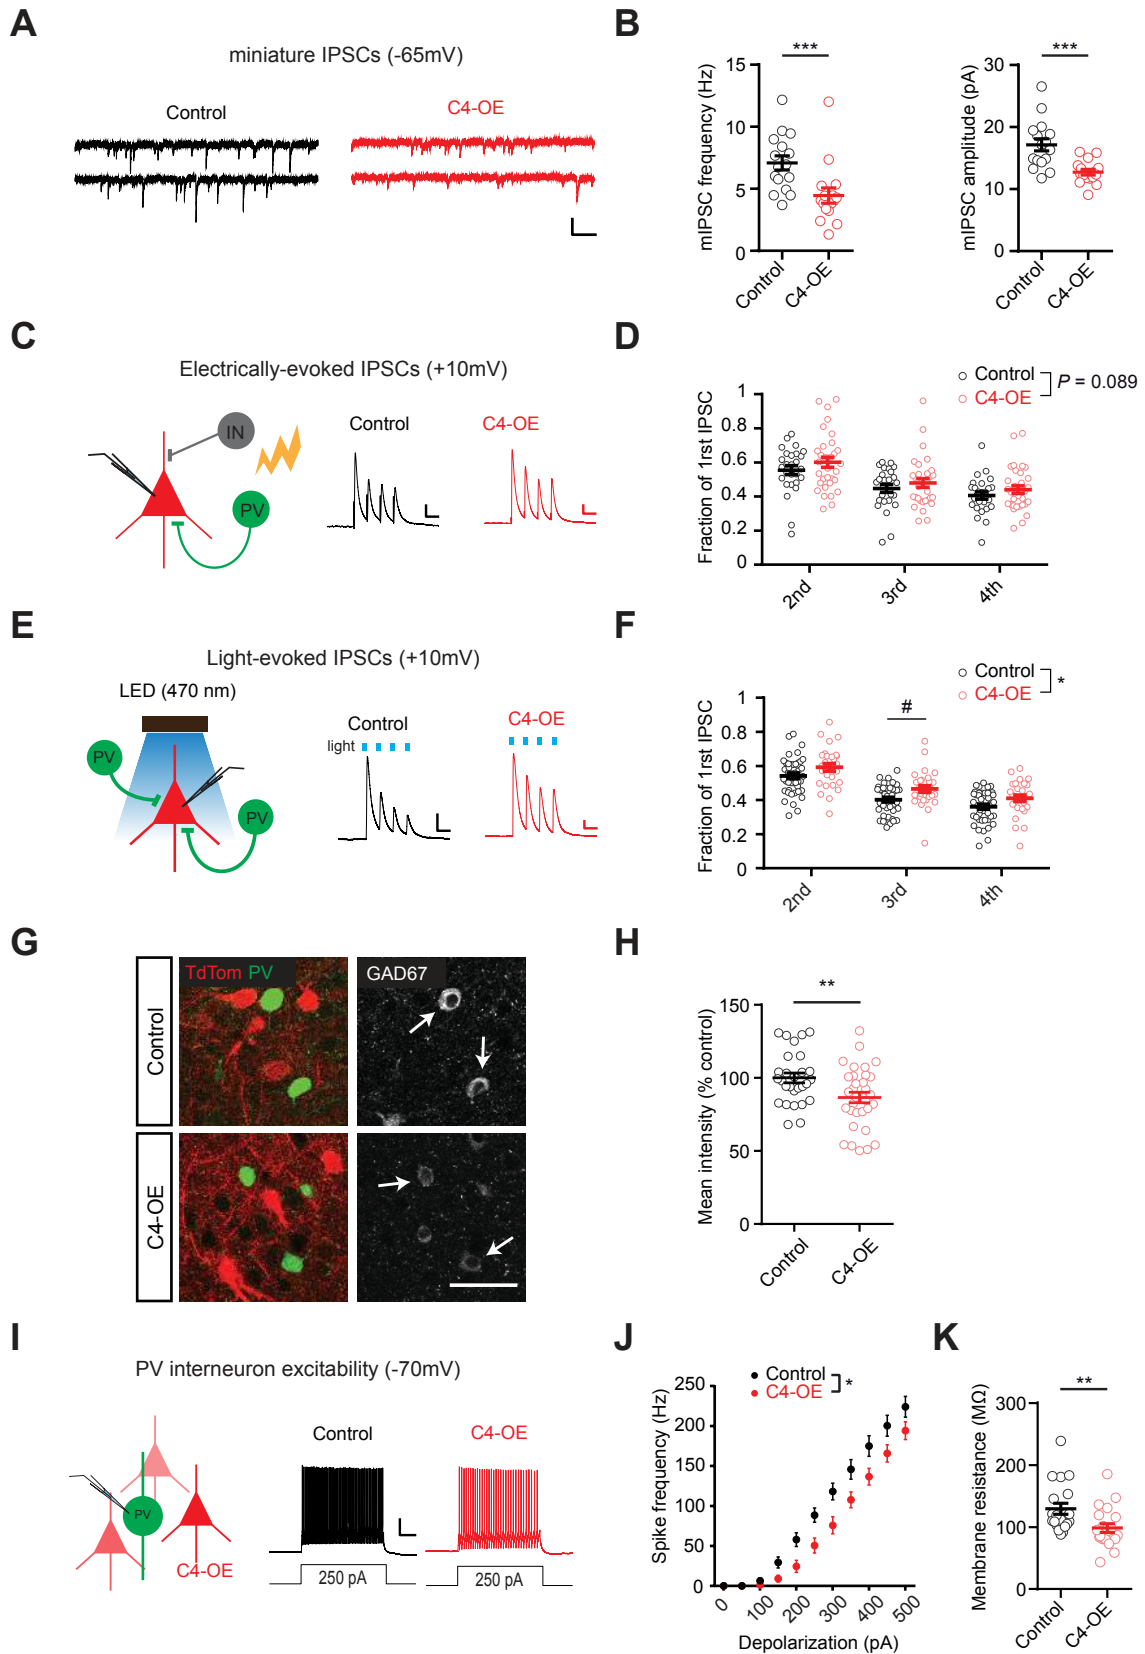 A
miniature IPSCs (-65mV)
Control
C4-OE
B
***
mIPSC frequency (Hz)
15
10
5
0
Control
C4-OE
***
mIPSC amplitude (pA)
30
20
10
0
Control
C4-OE
C
Electrically-evoked IPSCs (+10mV)
IN
PV
Control
C4-OE
D
Control
C4-OE
P = 0.089
Fraction of 1rst IPSC
1
0.8
0.6
0.4
0.2
0
2nd
3rd
4th
E
Light-evoked IPSCs (+10mV)
LED (470 nm)
PV
PV
Control
light
C4-OE
F
Control
C4-OE
*
#
Fraction of 1rst IPSC
1
0.8
0.6
0.4
0.2
0
2nd
3rd
4th
G
Control
C4-OE
TdTom PV
GAD67
H
**
Mean intensity (% control)
150
100
50
0
Control
C4-OE
I
PV interneuron excitability (-70mV)
PV
C4-OE
Control
C4-OE
250 pA
250 pA
J
Control
C4-OE
*
Spike frequency (Hz)
250
200
150
100
50
0
0
100
200
300
400
500
Depolarization (pA)
K
**
Membrane resistance (MΩ)
300
200
100
0
Control
C4-OE